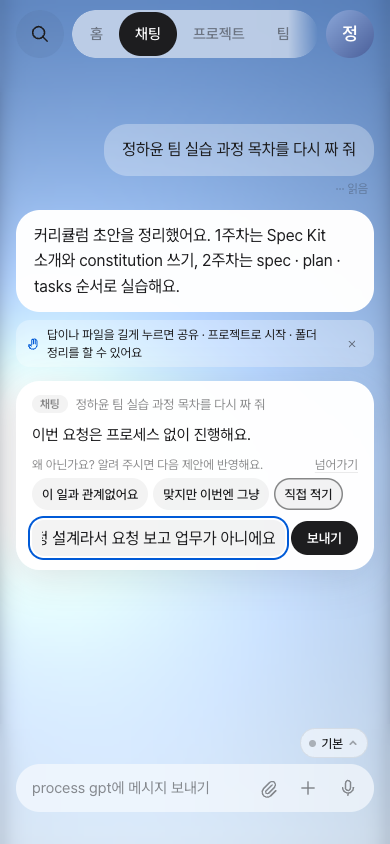 홈 채팅 프로젝트 팀 정
정하윤 팀 실습 과정 목차를 다시 짜 줘
··· 읽음
커리큘럼 초안을 정리했어요. 1주차는 Spec Kit
소개와 constitution 쓰기, 2주차는 spec · plan ·
tasks 순서로 실습해요.
답이나 파일을 길게 누르면 공유 · 프로젝트로 시작 · 폴더
정리를 할 수 있어요
채팅 정하윤 팀 실습 과정 목차를 다시 짜 줘
이번 요청은 프로세스 없이 진행해요.
왜 아닌가요? 알려 주시면 다음 제안에 반영해요. 넘어가기
이 일과 관계없어요 맞지만 이번엔 그냥 직접 적기
설계라서 요청 보고 업무가 아니에요 보내기
기본
process gpt에 메시지 보내기